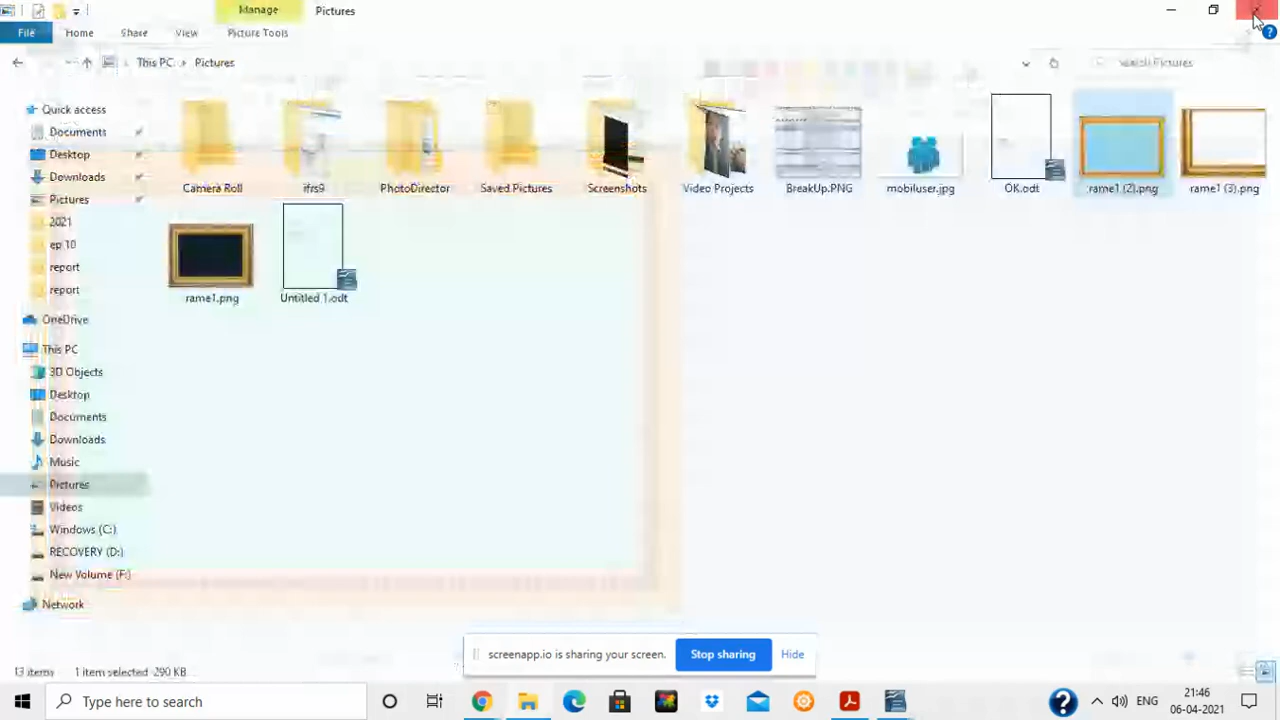 Manage
Pictures
File
Home
Share
View
Picture Tools
This PC
Pictures
Search Pictures
Quick access
Documents
Desktop
Downloads
Pictures
2021
ep 10
report
report
OneDrive
This PC
3D Objects
Desktop
Documents
Downloads
Music
Pictures
Videos
Windows (C:)
RECOVERY (D:)
New Volume (F:)
Network
Camera Roll
ifrs9
PhotoDirector
Saved Pictures
Screenshots
Video Projects
BreakUp.PNG
mobiluser.jpg
OK.odt
rame1 (2).png
rame1 (3).png
rame1.png
Untitled 1.odt
screenapp.io is sharing your screen.
Stop sharing
Hide
13 items
1 item selected 290 KB
Type here to search
ENG
21:46
06-04-2021